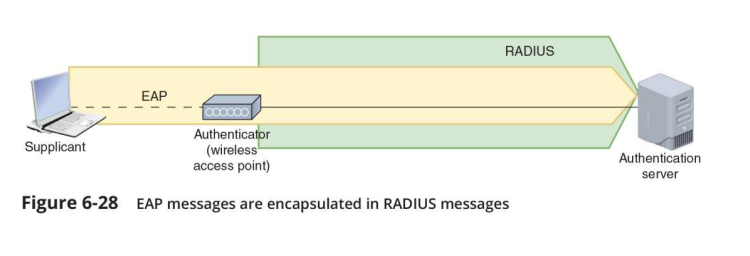 RADIUS
EAP
Supplicant
Authenticator
(wireless
access point)
Authentication
server
Figure 6-28 EAP messages are encapsulated in RADIUS messages